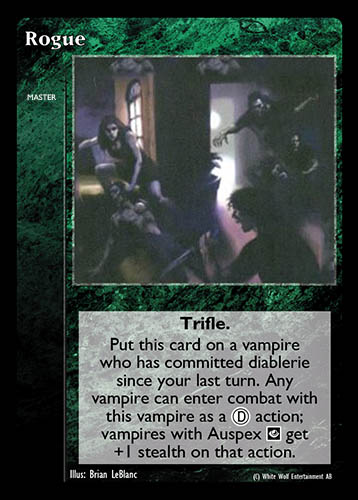 Rogue
MASTER
Trifle.
Put this card on a vampire
who has committed diablerie
since your last turn. Any
vampire can enter combat with
this vampire as a Ⓓ action;
vampires with Auspex get
+1 stealth on that action.
Illus: Brian LeBlanc
(C) White Wolf Entertainment AB